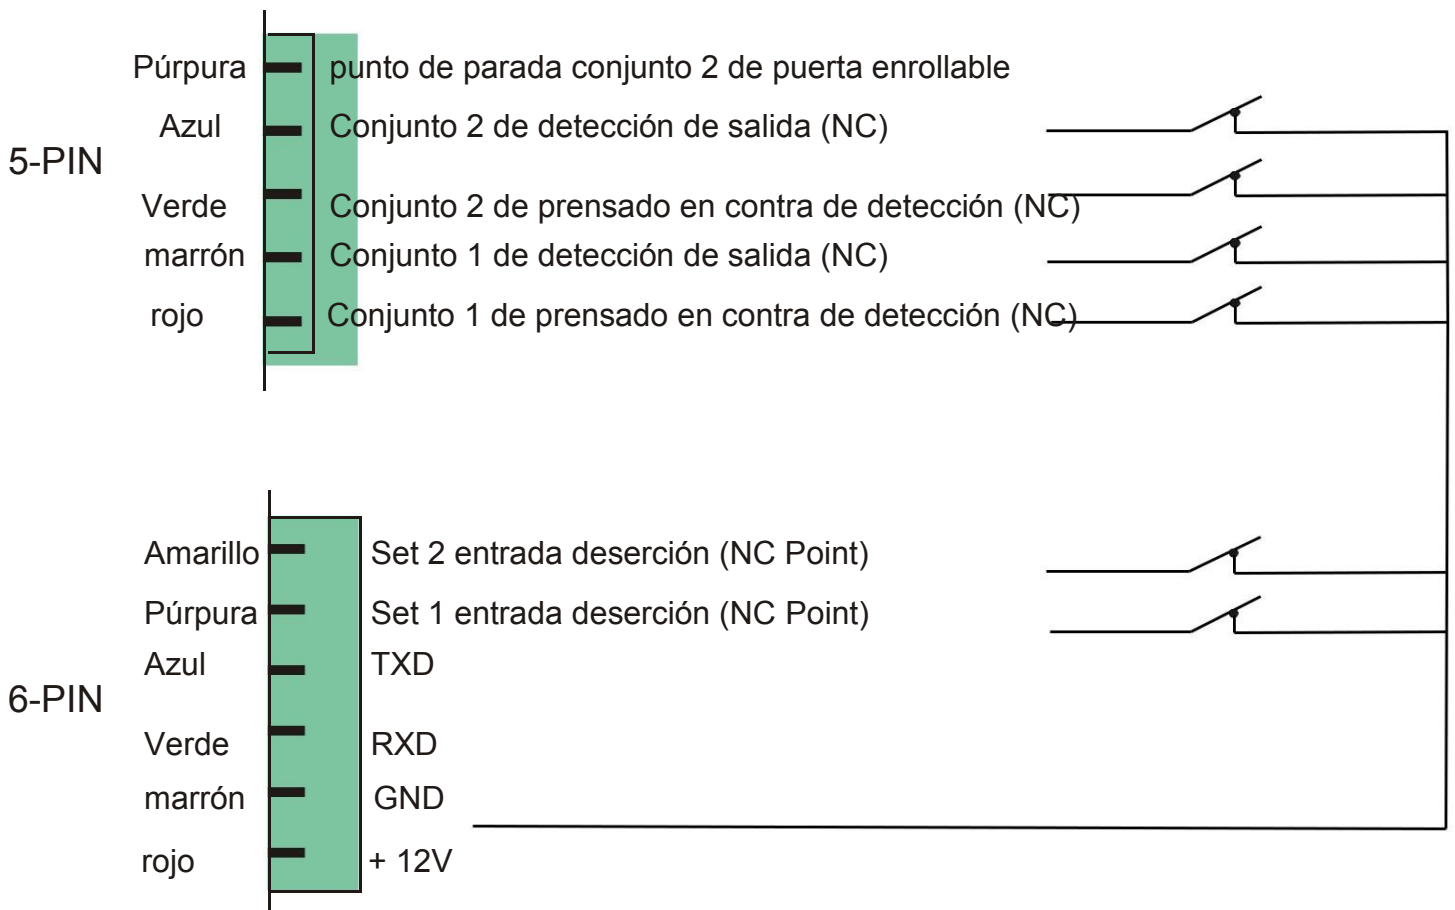 Púrpura punto de parada conjunto 2 de puerta enrollable
Azul Conjunto 2 de detección de salida (NC)
5-PIN
Verde Conjunto 2 de prensado en contra de detección (NC)
marrón Conjunto 1 de detección de salida (NC)
rojo Conjunto 1 de prensado en contra de detección (NC)
Amarillo Set 2 entrada deserción (NC Point)
Púrpura Set 1 entrada deserción (NC Point)
Azul TXD
6-PIN
Verde RXD
marrón GND
rojo + 12V